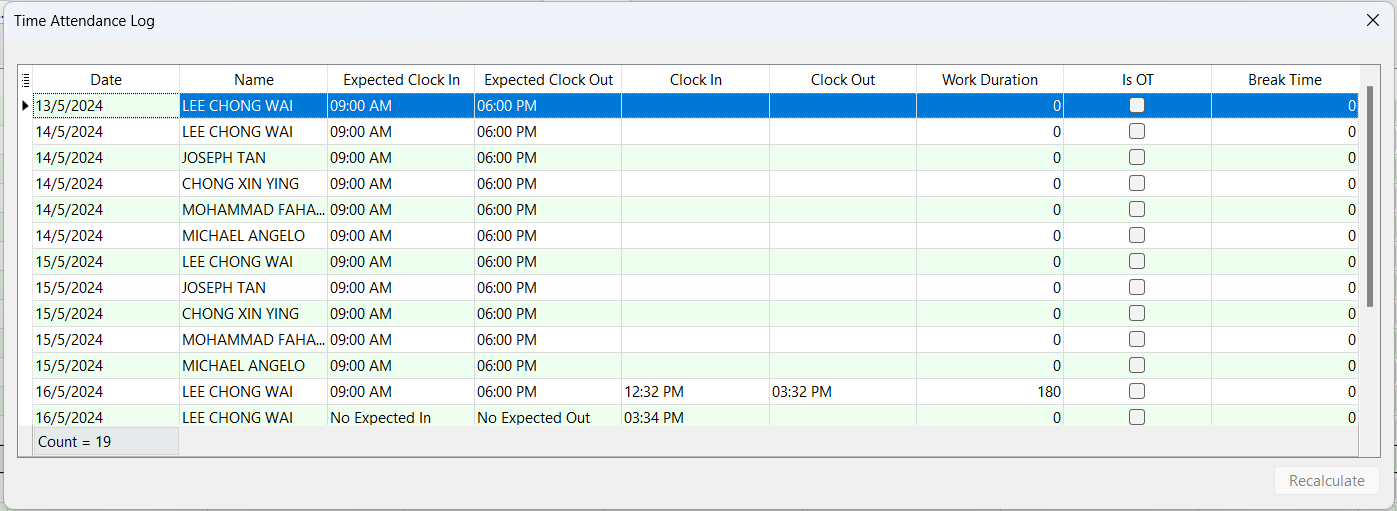 Time Attendance Log
Date Name Expected Clock In Expected Clock Out Clock In Clock Out Work Duration Is OT Break Time
13/5/2024 LEE CHONG WAI 09:00 AM 06:00 PM 0 0
14/5/2024 LEE CHONG WAI 09:00 AM 06:00 PM 0 0
14/5/2024 JOSEPH TAN 09:00 AM 06:00 PM 0 0
14/5/2024 CHONG XIN YING 09:00 AM 06:00 PM 0 0
14/5/2024 MOHAMMAD FAHA... 09:00 AM 06:00 PM 0 0
14/5/2024 MICHAEL ANGELO 09:00 AM 06:00 PM 0 0
15/5/2024 LEE CHONG WAI 09:00 AM 06:00 PM 0 0
15/5/2024 JOSEPH TAN 09:00 AM 06:00 PM 0 0
15/5/2024 CHONG XIN YING 09:00 AM 06:00 PM 0 0
15/5/2024 MOHAMMAD FAHA... 09:00 AM 06:00 PM 0 0
15/5/2024 MICHAEL ANGELO 09:00 AM 06:00 PM 0 0
16/5/2024 LEE CHONG WAI 09:00 AM 06:00 PM 12:32 PM 03:32 PM 180 0
16/5/2024 LEE CHONG WAI No Expected In No Expected Out 03:34 PM 0 0
Count = 19
Recalculate